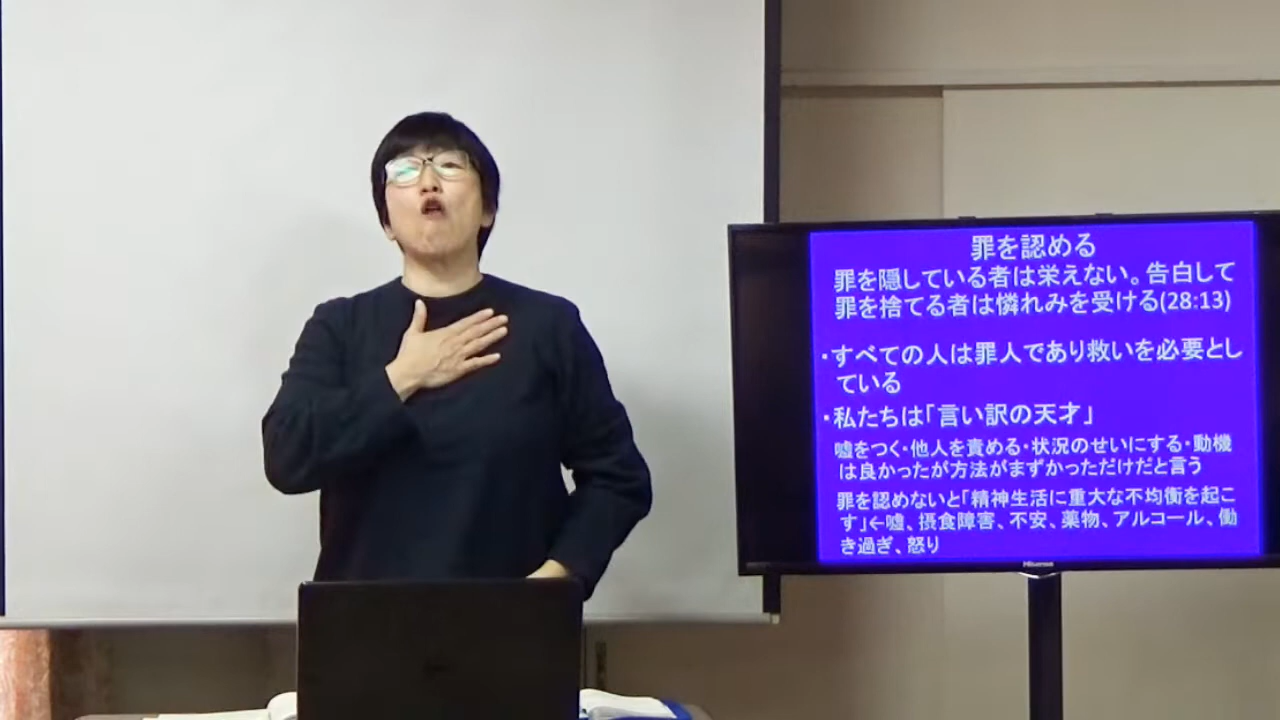 罪を認める
罪を隠している者は栄えない。告白して
罪を捨てる者は憐れみを受ける(28:13)
・すべての人は罪人であり救いを必要とし
ている
・私たちは「言い訳の天才」
嘘をつく・他人を責める・状況のせいにする・動機
は良かったが方法がまずかっただけだと言う
罪を認めないと「精神生活に重大な不均衡を起こ
す」←嘘、摂食障害、不安、薬物、アルコール、働
き過ぎ、怒り
Hisense